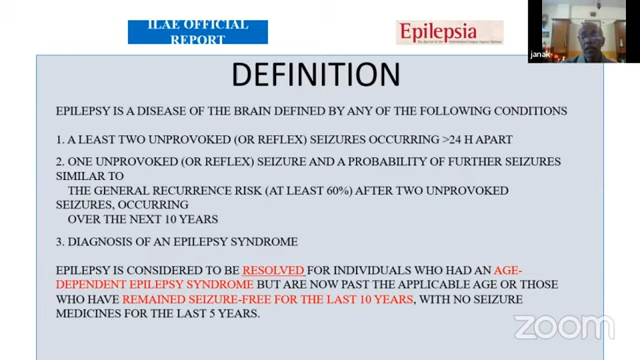 ILAE OFFICIAL
REPORT
Epilepsia
janak
DEFINITION
EPILEPSY IS A DISEASE OF THE BRAIN DEFINED BY ANY OF THE FOLLOWING CONDITIONS
1. A LEAST TWO UNPROVOKED (OR REFLEX) SEIZURES OCCURRING >24 H APART
2. ONE UNPROVOKED (OR REFLEX) SEIZURE AND A PROBABILITY OF FURTHER SEIZURES
SIMILAR TO
THE GENERAL RECURRENCE RISK (AT LEAST 60%) AFTER TWO UNPROVOKED
SEIZURES, OCCURRING
OVER THE NEXT 10 YEARS
3. DIAGNOSIS OF AN EPILEPSY SYNDROME
EPILEPSY IS CONSIDERED TO BE RESOLVED FOR INDIVIDUALS WHO HAD AN AGE-
DEPENDENT EPILEPSY SYNDROME BUT ARE NOW PAST THE APPLICABLE AGE OR THOSE
WHO HAVE REMAINED SEIZURE-FREE FOR THE LAST 10 YEARS, WITH NO SEIZURE
MEDICINES FOR THE LAST 5 YEARS.
zoom